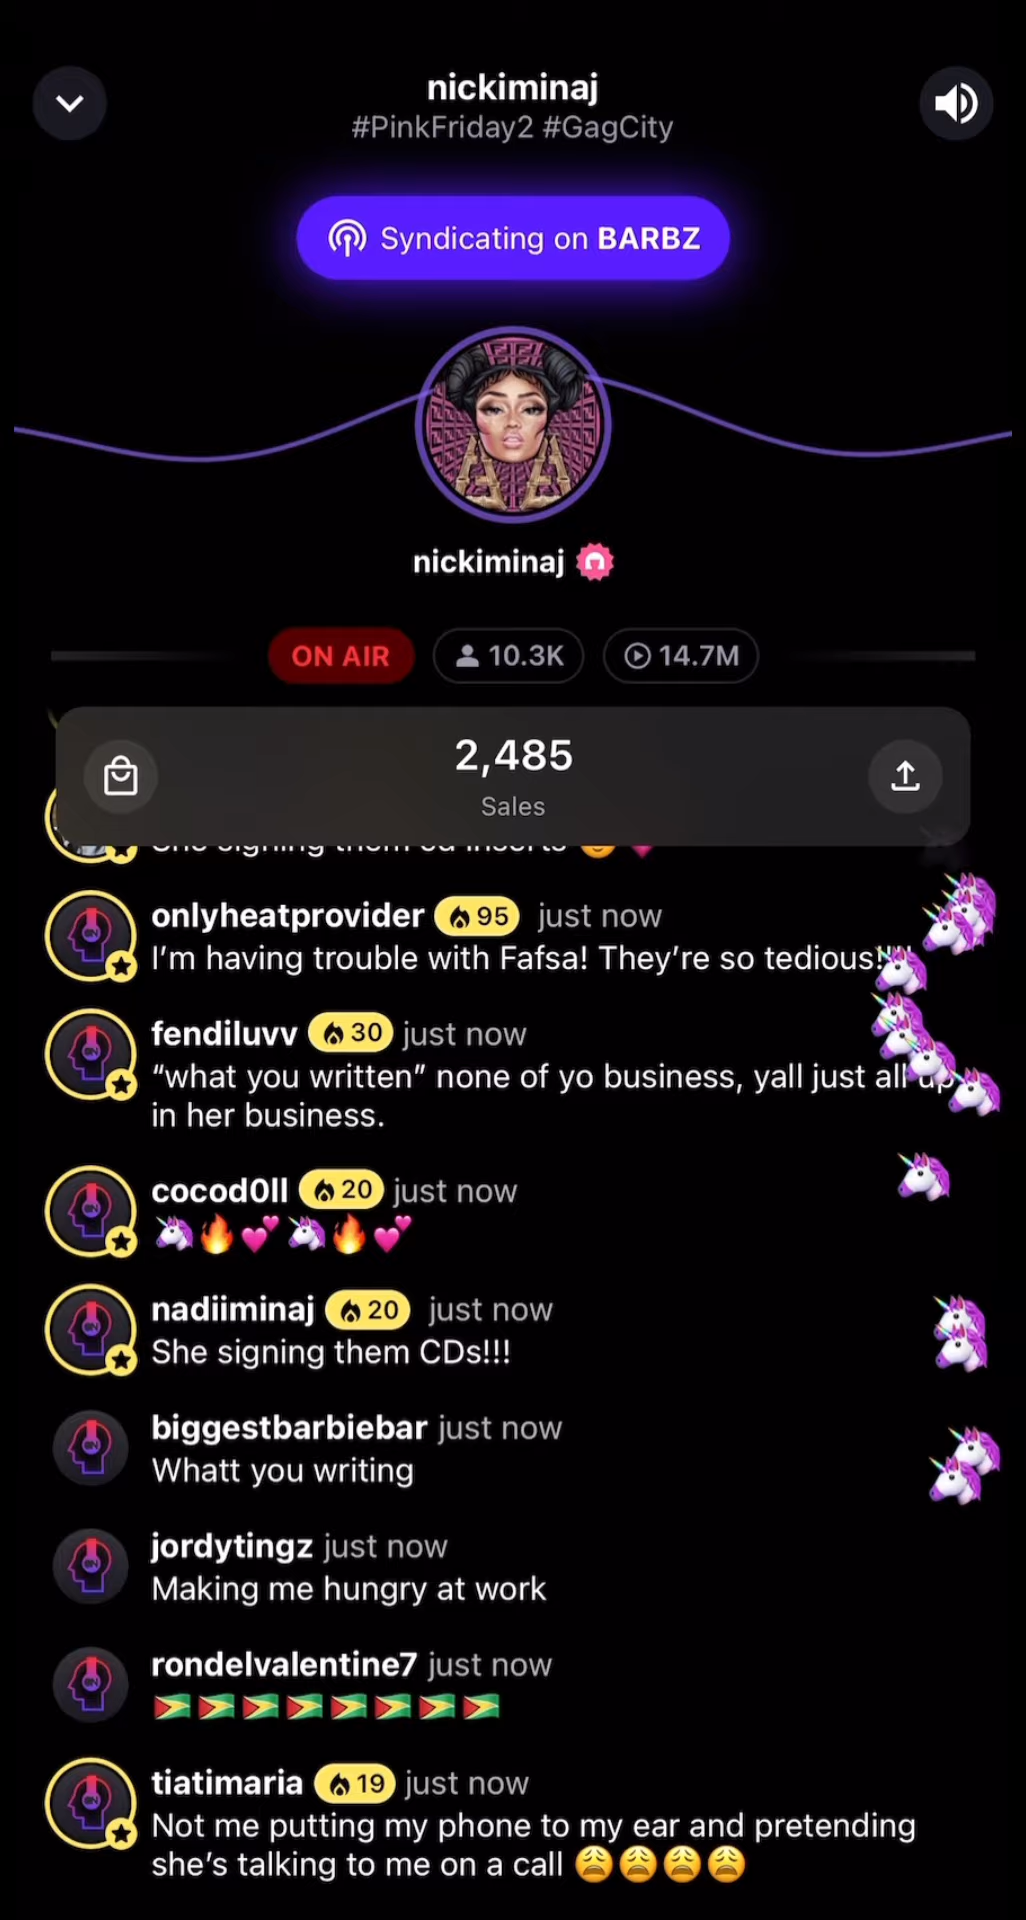 nickiminaj
#PinkFriday2 #GagCity
Syndicating on BARBZ
nickiminaj
ON AIR
10.3K
14.7M
2,485
Sales
She signing them cd inserts 😊💗
onlyheatprovider 95 just now
I’m having trouble with Fafsa! They’re so tedious!!!!
fendiluvv 30 just now
“what you written” none of yo business, yall just all up
in her business.
cocod0ll 20 just now
🦄🔥💕🦄🔥💕
nadiiminaj 20 just now
She signing them CDs!!!
biggestbarbiebar just now
Whatt you writing
jordytingz just now
Making me hungry at work
rondelvalentine7 just now
🇬🇾🇬🇾🇬🇾🇬🇾🇬🇾🇬🇾🇬🇾🇬🇾
tiatimaria 19 just now
Not me putting my phone to my ear and pretending
she’s talking to me on a call 😩😩😩😩